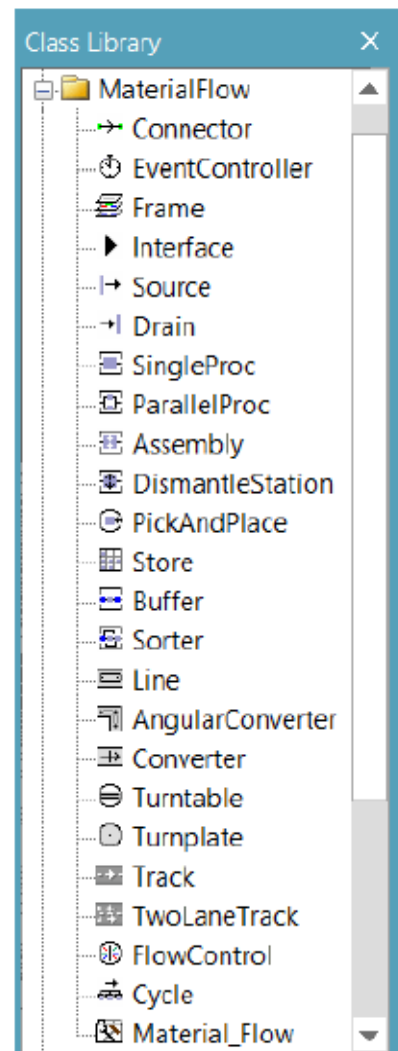 Class Library
MaterialFlow
Connector
EventController
Frame
Interface
Source
Drain
SingleProc
ParallelProc
Assembly
DismantleStation
PickAndPlace
Store
Buffer
Sorter
Line
AngularConverter
Converter
Turntable
Turnplate
Track
TwoLaneTrack
FlowControl
Cycle
Material_Flow